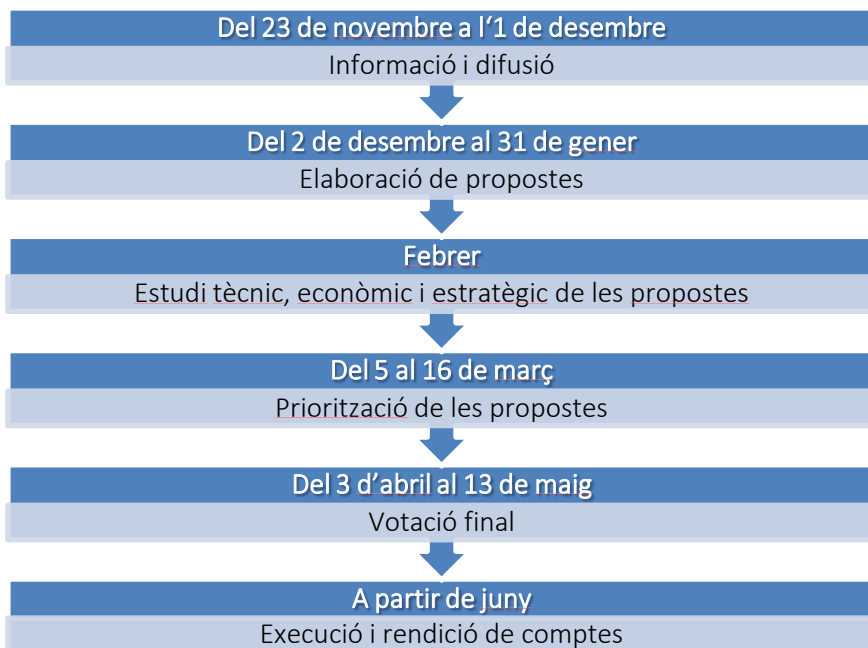 Del 23 de novembre a l‘1 de desembre
Informació i difusió
Del 2 de desembre al 31 de gener
Elaboració de propostes
Febrer
Estudi tècnic, econòmic i estratègic de les propostes
Del 5 al 16 de març
Priorització de les propostes
Del 3 d’abril al 13 de maig
Votació final
A partir de juny
Execució i rendició de comptes